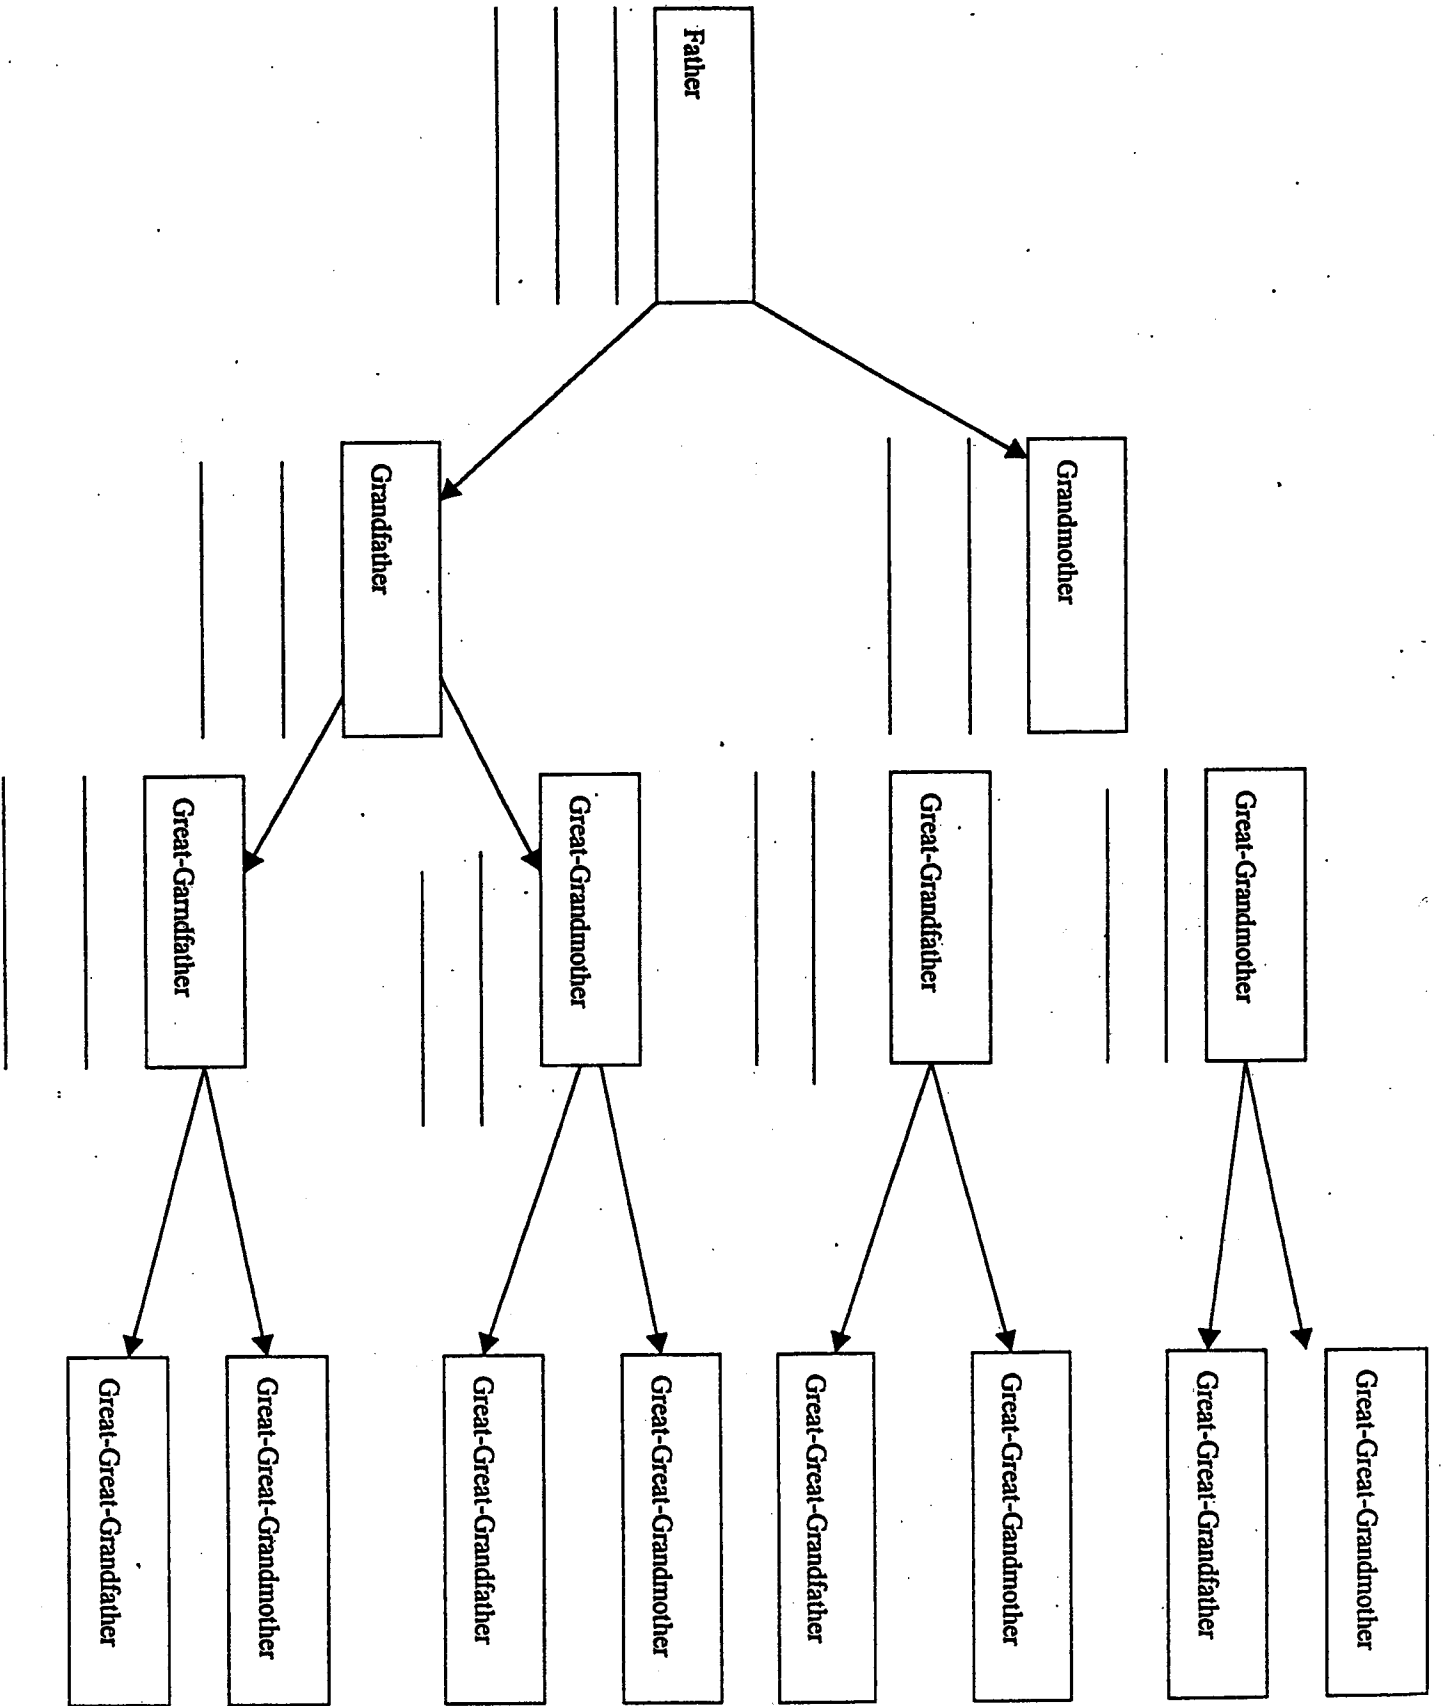 Great-Great-Grandmother
Great-Grandmother
Great-Great-Grandfather
Grandmother
Great-Great-Gandmother
Great-Grandfather
Great-Great-Grandfather
Father
Great-Great-Grandmother
Great-Grandmother
Great-Great-Grandfather
Grandfather
Great-Great-Grandmother
Great-Garndfather
Great-Great-Grandfather